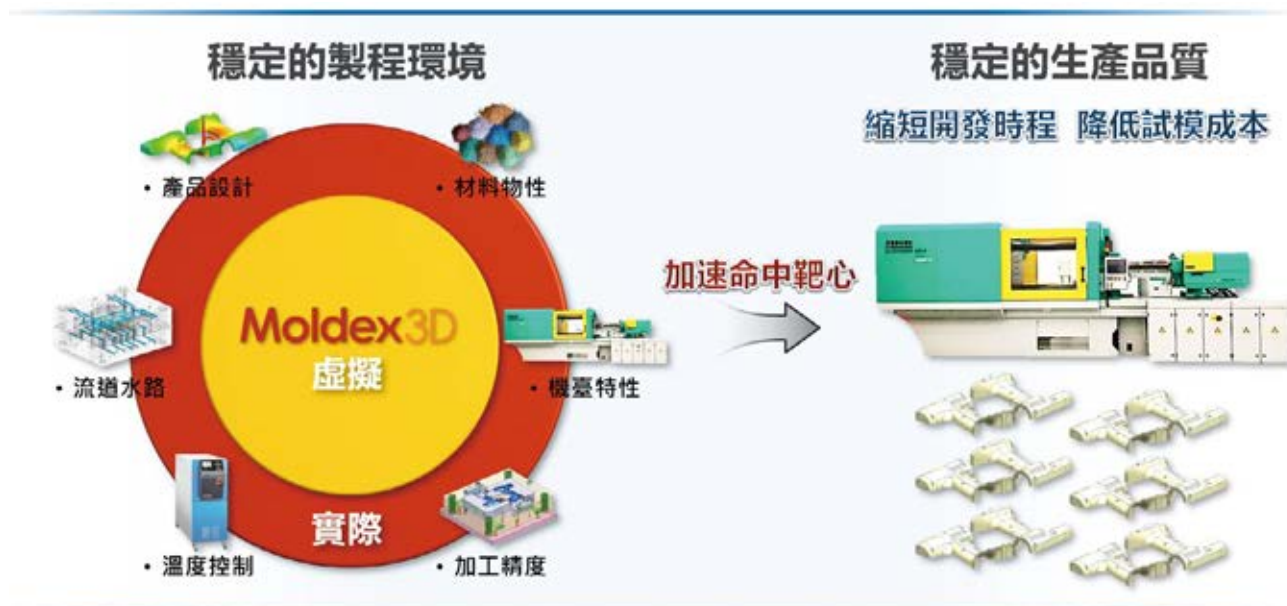 穩定的製程環境
穩定的生產品質
縮短開發時程 降低試模成本
• 產品設計
• 材料物性
加速命中靶心
Moldex3D
虛擬
• 流道水路
• 機臺特性
實際
• 溫度控制
• 加工精度